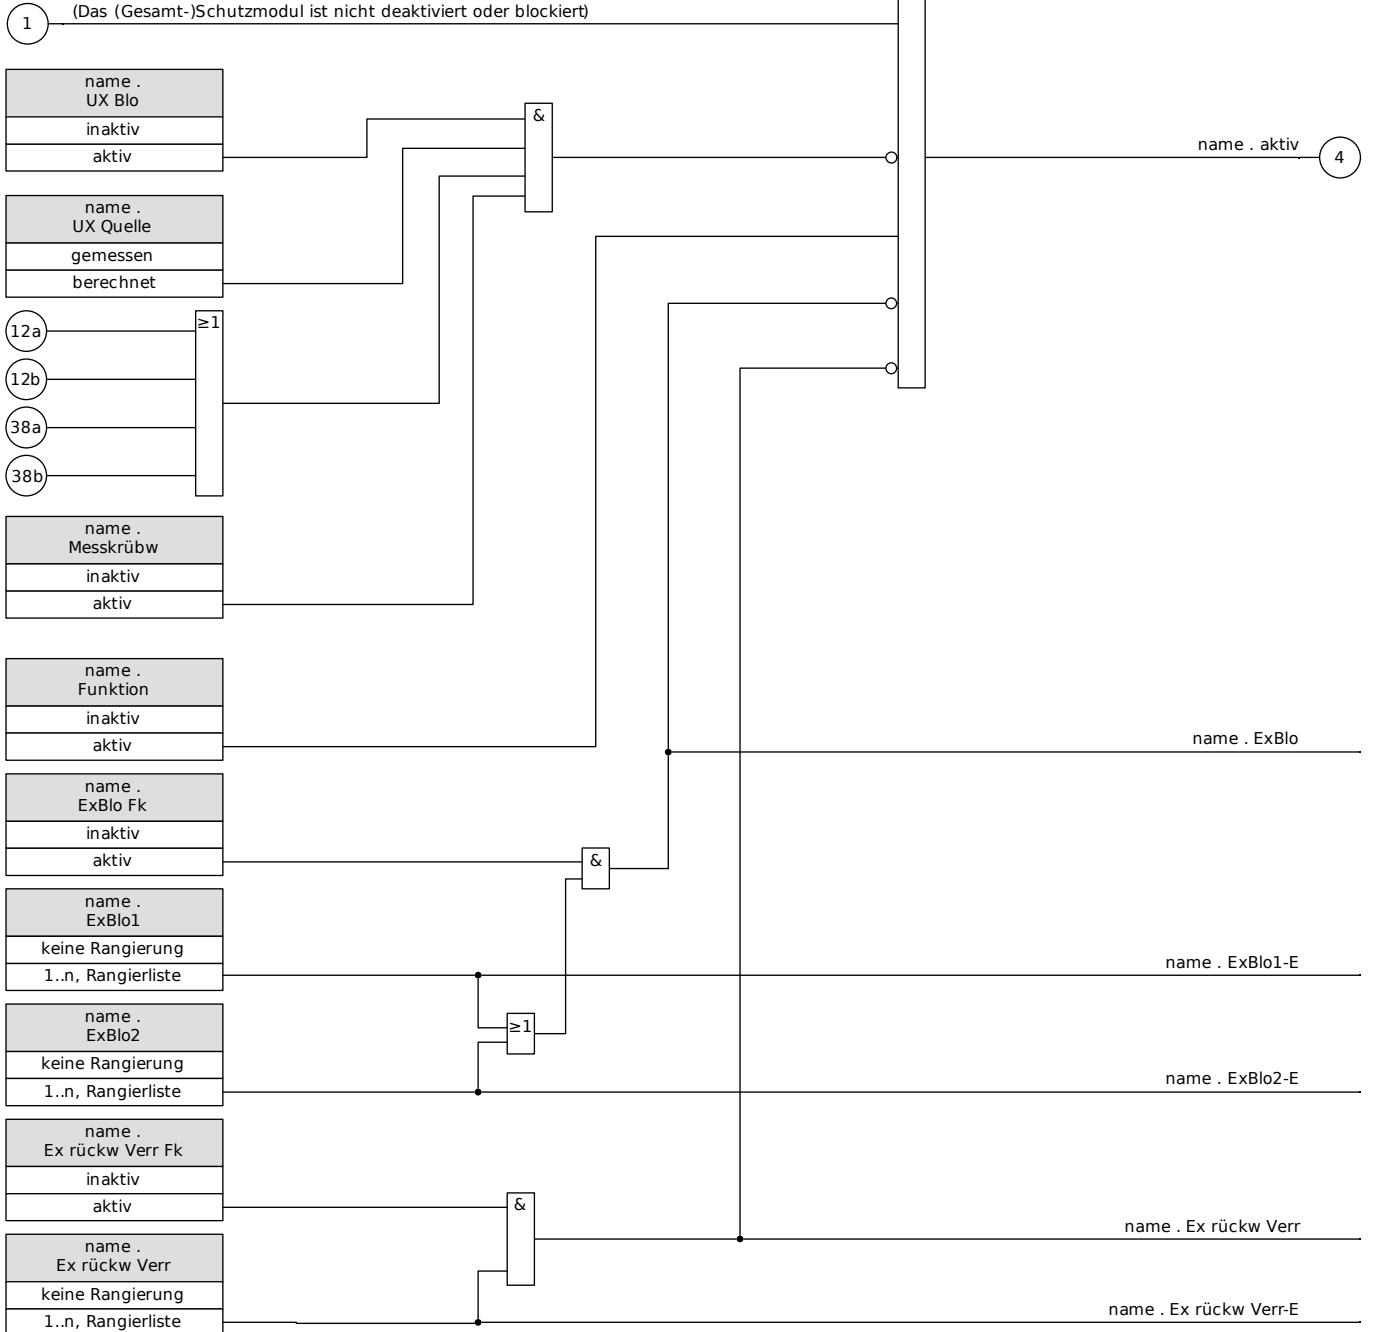 (Das (Gesamt-)Schutzmodul ist nicht deaktiviert oder blockiert)
1
name .
UX Blo
inaktiv
aktiv
&
name . aktiv
4
name .
UX Quelle
gemessen
berechnet
≥1
12a
12b
38a
38b
name .
Messkrübw
inaktiv
aktiv
name .
Funktion
inaktiv
aktiv
name . ExBlo
name .
ExBlo Fk
inaktiv
aktiv
&
name .
ExBlo1
keine Rangierung
1..n, Rangierliste
name . ExBlo1-E
name .
ExBlo2
≥1
keine Rangierung
1..n, Rangierliste
name . ExBlo2-E
name .
Ex rückw Verr Fk
inaktiv
aktiv
&
name . Ex rückw Verr
name .
Ex rückw Verr
keine Rangierung
1..n, Rangierliste
name . Ex rückw Verr-E